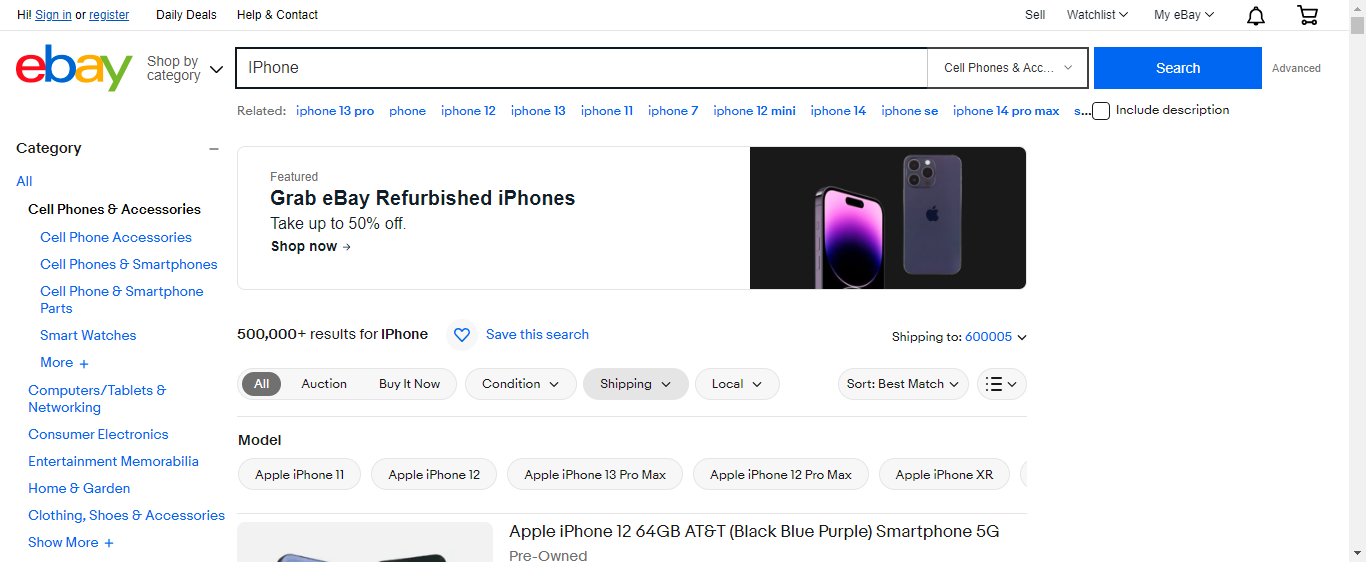 Hi! Sign in or register Daily Deals Help & Contact Sell Watchlist My eBay
ebay
Shop by
category
IPhone Cell Phones & Acc... Search Advanced
Related: iphone 13 pro phone iphone 12 iphone 13 iphone 11 iphone 7 iphone 12 mini iphone 14 iphone se iphone 14 pro max s... Include description
Category
All
Cell Phones & Accessories
Cell Phone Accessories
Cell Phones & Smartphones
Cell Phone & Smartphone
Parts
Smart Watches
More +
Computers/Tablets &
Networking
Consumer Electronics
Entertainment Memorabilia
Home & Garden
Clothing, Shoes & Accessories
Show More +
Featured
Grab eBay Refurbished iPhones
Take up to 50% off.
Shop now →
500,000+ results for IPhone Save this search Shipping to: 600005
All Auction Buy It Now Condition Shipping Local Sort: Best Match
Model
Apple iPhone 11 Apple iPhone 12 Apple iPhone 13 Pro Max Apple iPhone 12 Pro Max Apple iPhone XR
Apple iPhone 12 64GB AT&T (Black Blue Purple) Smartphone 5G
Pre-Owned